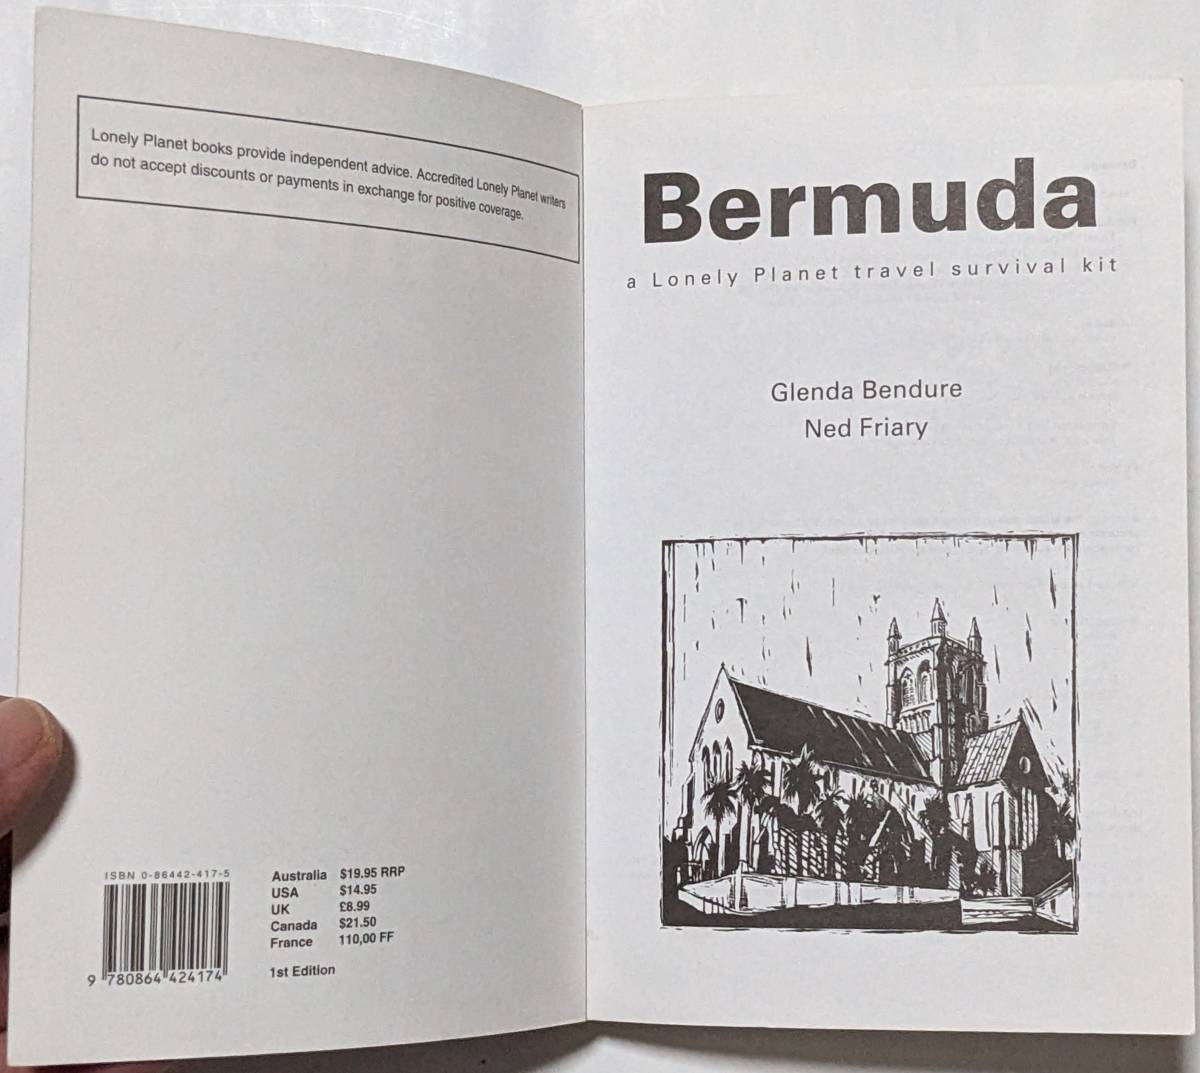 Lonely Planet books provide independent advice. Accredited Lonely Planet writers
do not accept discounts or payments in exchange for positive coverage.
ISBN 0-86442-417-5
9 780864 424174
Australia $19.95 RRP
USA $14.95
UK £8.99
Canada $21.50
France 110,00 FF
1st Edition
Bermuda
a Lonely Planet travel survival kit
Glenda Bendure
Ned Friary